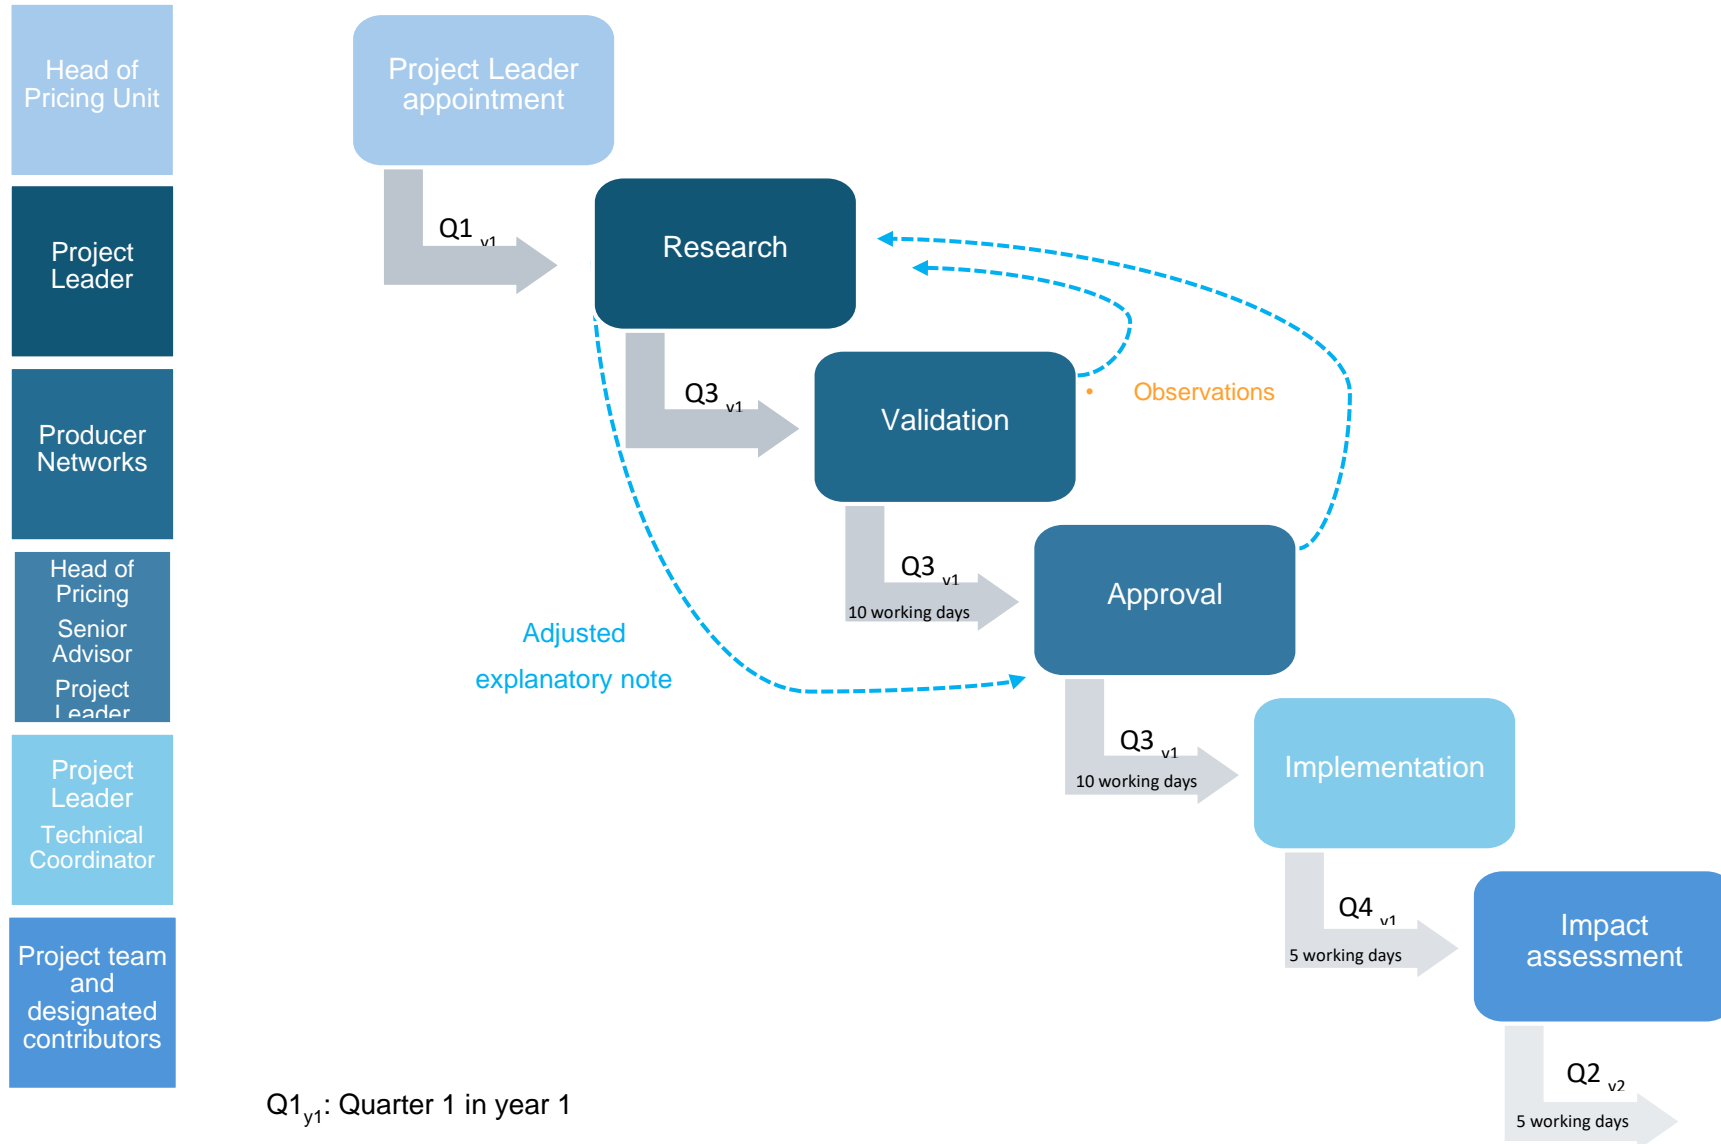 Head of
Pricing Unit
Project Leader
appointment
Q1 y1
Project
Leader
Research
Producer
Networks
Q3 y1
Validation
• Observations
Head of
Pricing
Senior
Advisor
Project
Leader
Q3 y1
10 working days
Approval
Adjusted
explanatory note
Project
Leader
Technical
Coordinator
Q3 y1
10 working days
Implementation
Project team
and
designated
contributors
Q4 y1
5 working days
Impact
assessment
Q2 y2
5 working days
Q1y1: Quarter 1 in year 1